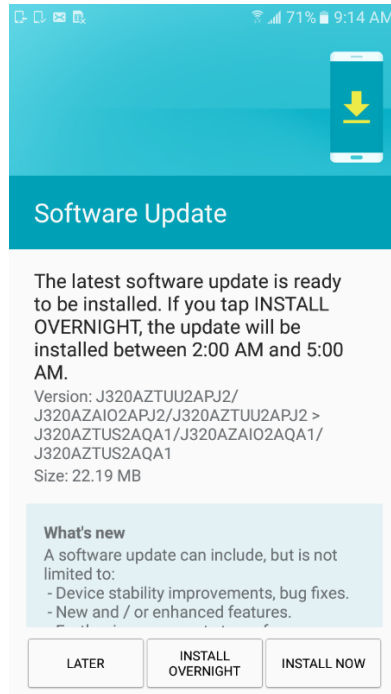 71% 9:14 AM
Software Update
The latest software update is ready
to be installed. If you tap INSTALL
OVERNIGHT, the update will be
installed between 2:00 AM and 5:00
AM.
Version: J320AZTUU2APJ2/
J320AZAIO2APJ2/J320AZTUU2APJ2 >
J320AZTUS2AQA1/J320AZAIO2AQA1/
J320AZTUS2AQA1
Size: 22.19 MB
What's new
A software update can include, but is not
limited to:
- Device stability improvements, bug fixes.
- New and / or enhanced features.
LATER
INSTALL
OVERNIGHT
INSTALL NOW